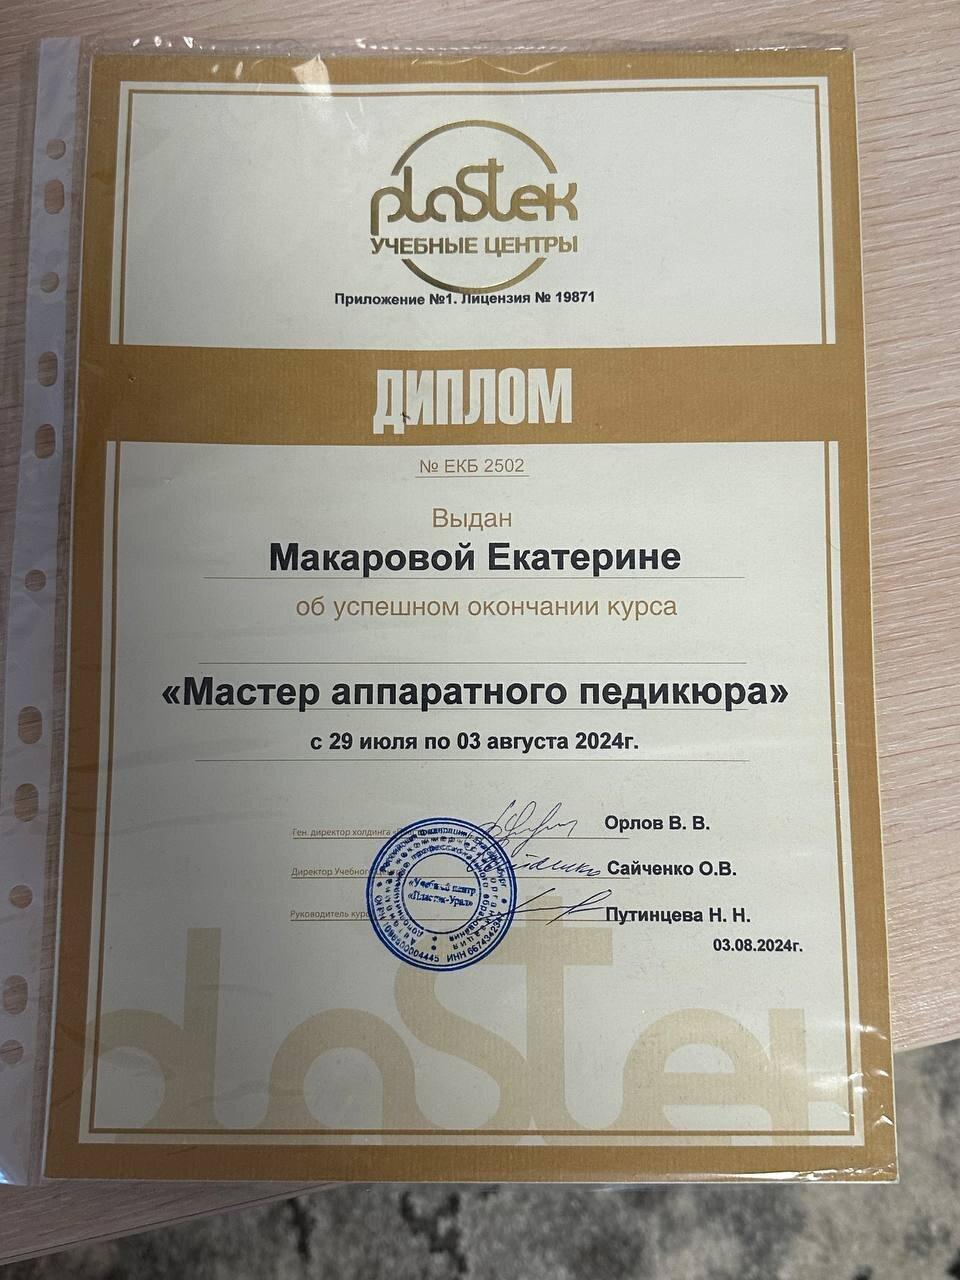 plastek
УЧЕБНЫЕ ЦЕНТРЫ
Приложение №1. Лицензия № 19871
ДИПЛОМ
№ ЕКБ 2502
Выдан
Макаровой Екатерине
об успешном окончании курса
«Мастер аппаратного педикюра»
с 29 июля по 03 августа 2024г.
Ген. директор холдинга
Орлов В. В.
Директор Учебного
Сайченко О.В.
Руководитель курса
Путинцева Н. Н.
«Учебный центр
«Пластэк-Урал»
03.08.2024г.
plastek